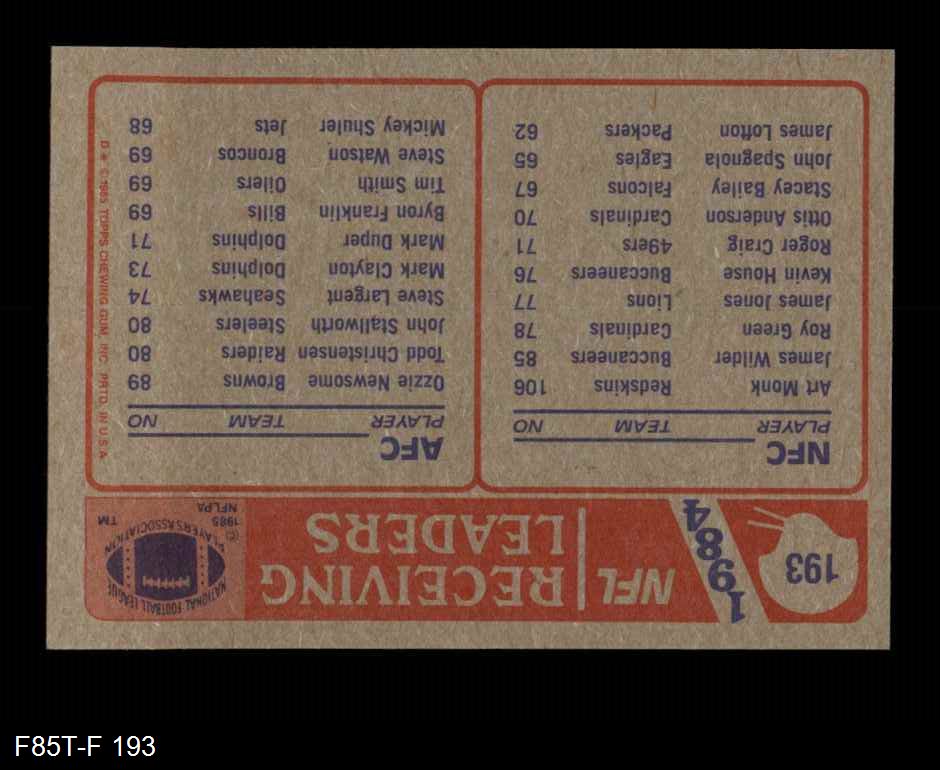 193
1984
NFL RECEIVING
LEADERS
NATIONAL FOOTBALL LEAGUE
PLAYERS ASSOCIATION
TM
(C)
1985
NFLPA
NFC
PLAYER TEAM NO
Art Monk Redskins 106
James Wilder Buccaneers 85
Roy Green Cardinals 78
James Jones Lions 77
Kevin House Buccaneers 76
Roger Craig 49ers 71
Ottis Anderson Cardinals 70
Stacey Bailey Falcons 67
John Spagnola Eagles 65
James Lofton Packers 62
AFC
PLAYER TEAM NO
Ozzie Newsome Browns 89
Todd Christensen Raiders 80
John Stallworth Steelers 80
Steve Largent Seahawks 74
Mark Clayton Dolphins 73
Mark Duper Dolphins 71
Byron Franklin Bills 69
Tim Smith Oilers 69
Steve Watson Broncos 69
Mickey Shuler Jets 68
D * © 1985 TOPPS CHEWING GUM, INC. PRTD. IN U.S.A.
F85T-F 193